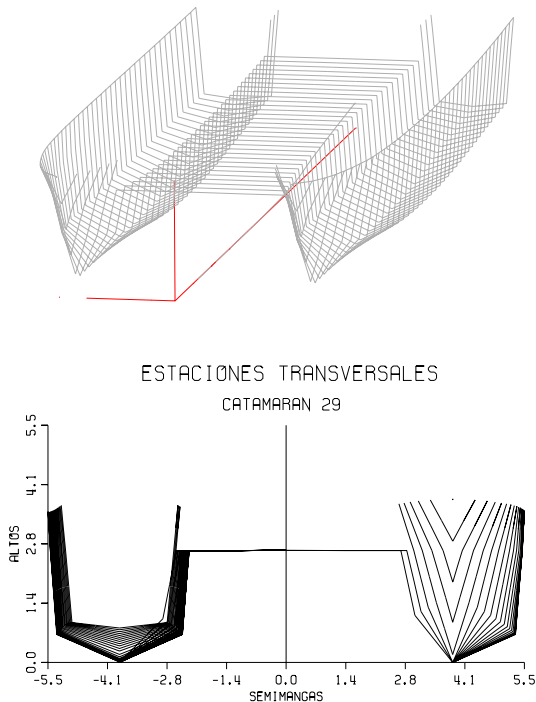 ESTACIONES TRANSVERSALES
CATAMARAN 29
5.5
4.1
2.8
1.4
0.0
ALTOS
-5.5 -4.1 -2.8 -1.4 0.0 1.4 2.8 4.1 5.5
SEMIMANGAS